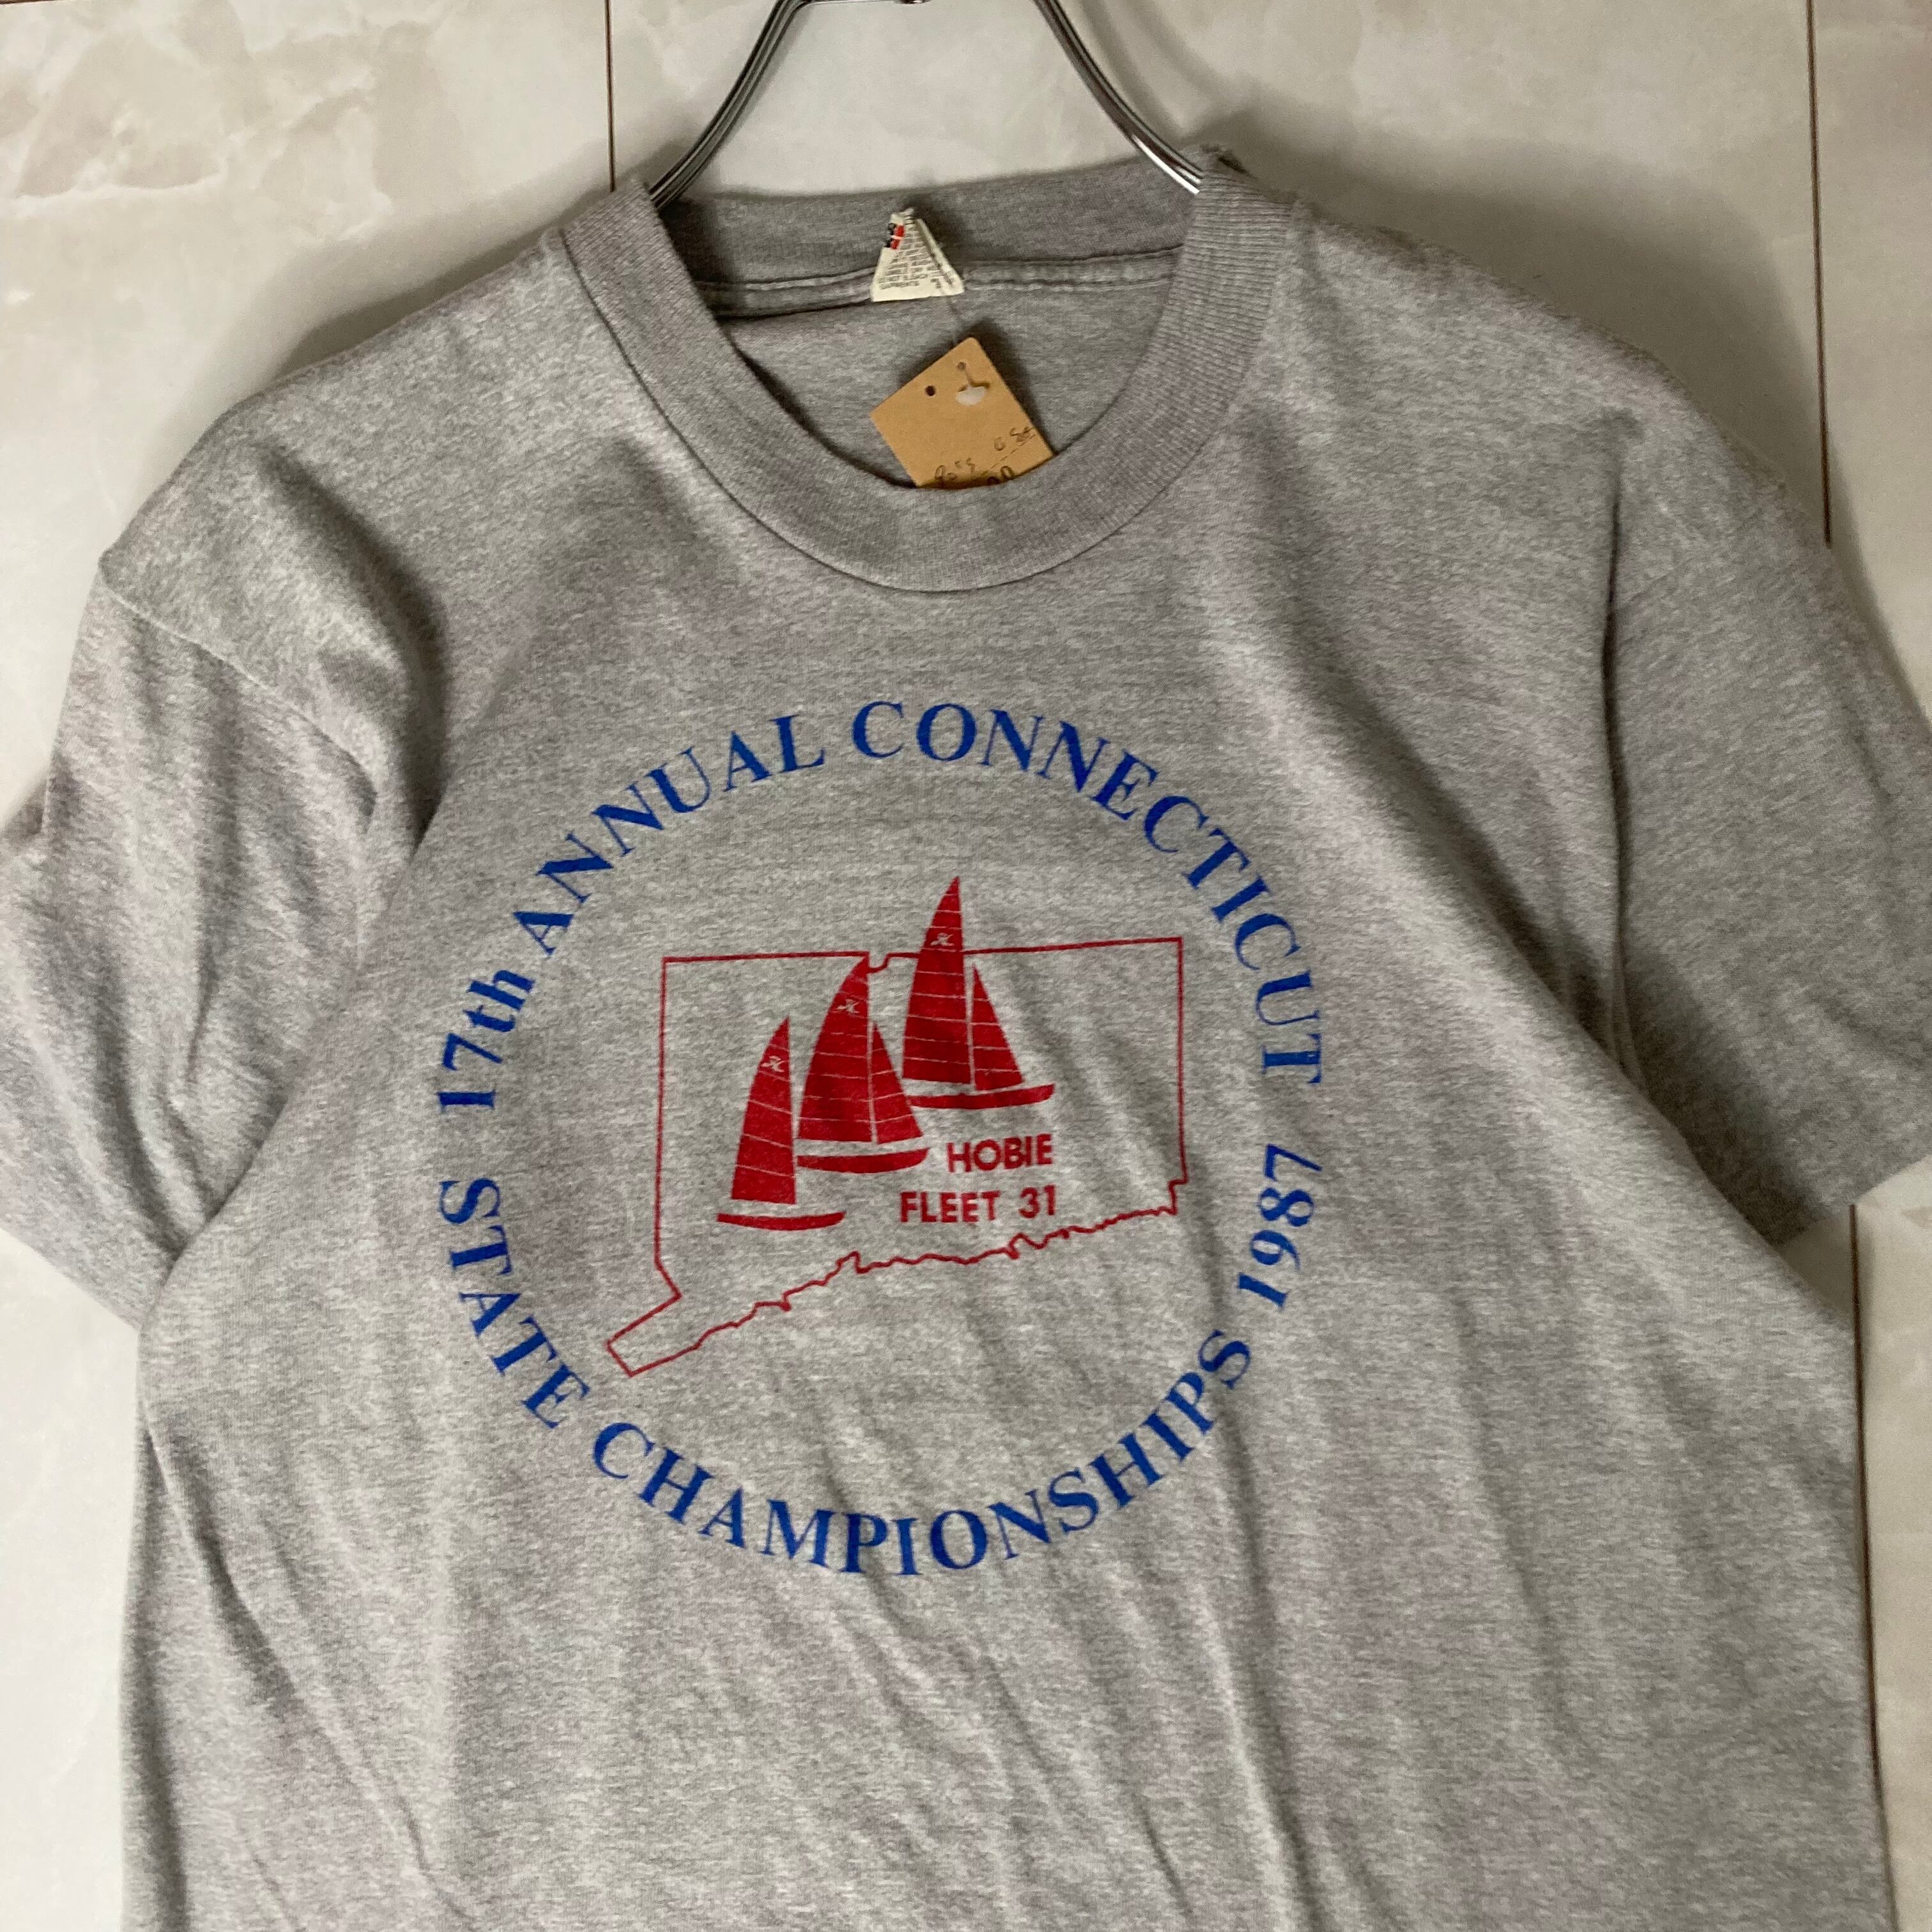 17th ANNUAL CONNECTICUT
STATE CHAMPIONSHIPS 1987
HOBIE
FLEET 31